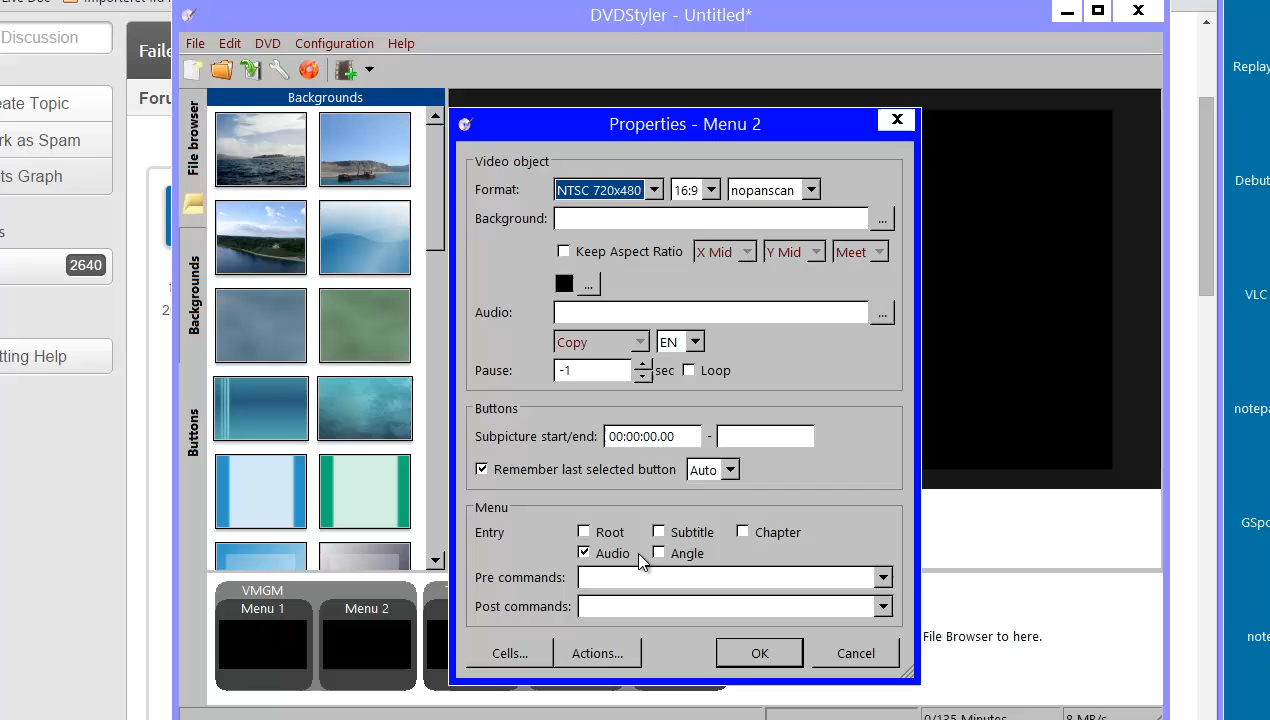 Discussion
eate Topic
rk as Spam
ts Graph
s
2640
tting Help
Faile
Foru
2
DVDStyler - Untitled*
File Edit DVD Configuration Help
File browser
Backgrounds
Buttons
Backgrounds
Properties - Menu 2
Video object
Format: NTSC 720x480 16:9 nopanscan
Background: ...
Keep Aspect Ratio X Mid Y Mid Meet
...
Audio: ...
Copy EN
Pause: -1 sec Loop
Buttons
Subpicture start/end: 00:00:00.00 -
Remember last selected button Auto
Menu
Entry Root Subtitle Chapter
Audio Angle
Pre commands:
Post commands:
Cells... Actions... OK Cancel
VMGM
Menu 1 Menu 2
File Browser to here.
0/135 Minutes 8 MB/s
Replay
Debut
VLC
notepa
GSpo
note